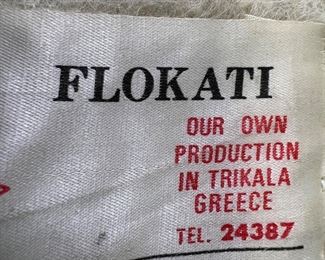 FLOKATI
OUR OWN
PRODUCTION
IN TRIKALA
GREECE
TEL. 24387